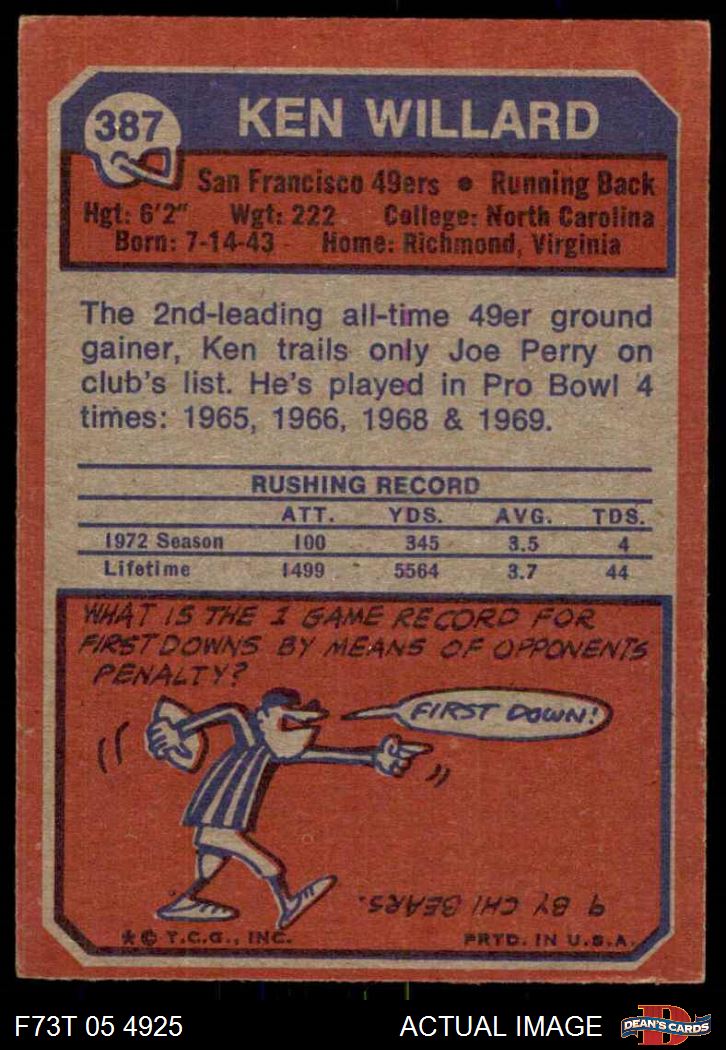 387
KEN WILLARD
San Francisco 49ers • Running Back
Hgt: 6'2" Wgt: 222 College: North Carolina
Born: 7-14-43 Home: Richmond, Virginia
The 2nd-leading all-time 49er ground
gainer, Ken trails only Joe Perry on
club's list. He's played in Pro Bowl 4
times: 1965, 1966, 1968 & 1969.
RUSHING RECORD
ATT. YDS. AVG. TDS.
1972 Season 100 345 3.5 4
Lifetime 1499 5564 3.7 44
WHAT IS THE 1 GAME RECORD FOR
FIRST DOWNS BY MEANS OF OPPONENTS
PENALTY?
FIRST DOWN!
9 BY CHI BEARS.
★ © T.C.G., INC. PRTD. IN U.S.A.
F73T 05 4925 ACTUAL IMAGE
D
DEAN'S CARDS